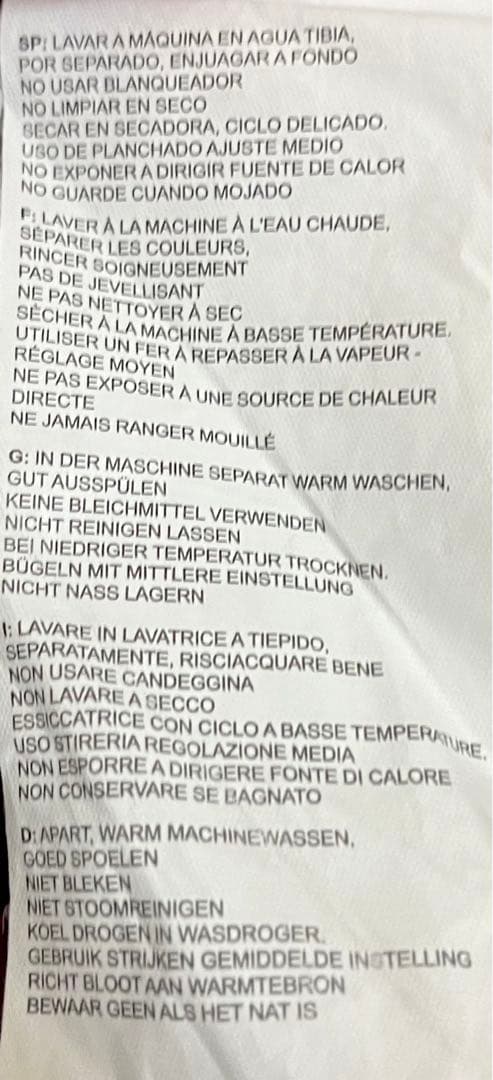 SP: LAVAR A MÁQUINA EN AGUA TIBIA,
POR SEPARADO, ENJUAGAR A FONDO
NO USAR BLANQUEADOR
NO LIMPIAR EN SECO
SECAR EN SECADORA, CICLO DELICADO.
USO DE PLANCHADO AJUSTE MEDIO
NO EXPONER A DIRIGIR FUENTE DE CALOR
NO GUARDE CUANDO MOJADO
F: LAVER À LA MACHINE À L'EAU CHAUDE,
SÉPARER LES COULEURS,
RINCER SOIGNEUSEMENT
PAS DE JEVELLISANT
NE PAS NETTOYER À SEC
SÈCHER À LA MACHINE À BASSE TEMPÉRATURE.
UTILISER UN FER À REPASSER À LA VAPEUR -
RÉGLAGE MOYEN
NE PAS EXPOSER À UNE SOURCE DE CHALEUR
DIRECTE
NE JAMAIS RANGER MOUILLÉ
G: IN DER MASCHINE SEPARAT WARM WASCHEN,
GUT AUSSPÜLEN
KEINE BLEICHMITTEL VERWENDEN
NICHT REINIGEN LASSEN
BEI NIEDRIGER TEMPERATUR TROCKNEN.
BÜGELN MIT MITTLERE EINSTELLUNG
NICHT NASS LAGERN
I: LAVARE IN LAVATRICE A TIEPIDO,
SEPARATAMENTE, RISCIACQUARE BENE
NON USARE CANDEGGINA
NON LAVARE A SECCO
ESSICCATRICE CON CICLO A BASSE TEMPERATURE.
USO STIRERIA REGOLAZIONE MEDIA
NON ESPORRE A DIRIGERE FONTE DI CALORE
NON CONSERVARE SE BAGNATO
D: APART, WARM MACHINEWASSEN,
GOED SPOELEN
NIET BLEKEN
NIET STOOMREINIGEN
KOEL DROGEN IN WASDROGER.
GEBRUIK STRIJKEN GEMIDDELDE INSTELLING
RICHT BLOOT AAN WARMTEBRON
BEWAAR GEEN ALS HET NAT IS